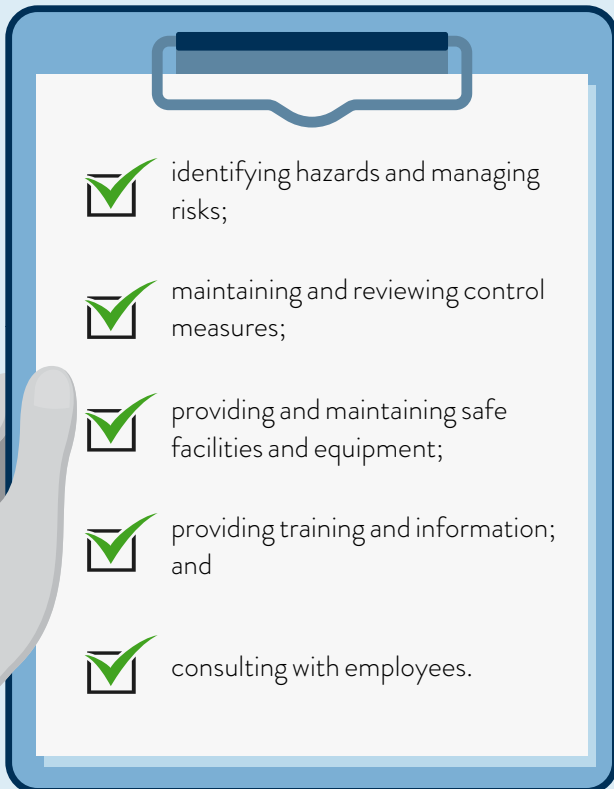 identifying hazards and managing
risks;
maintaining and reviewing control
measures;
providing and maintaining safe
facilities and equipment;
providing training and information;
and
consulting with employees.